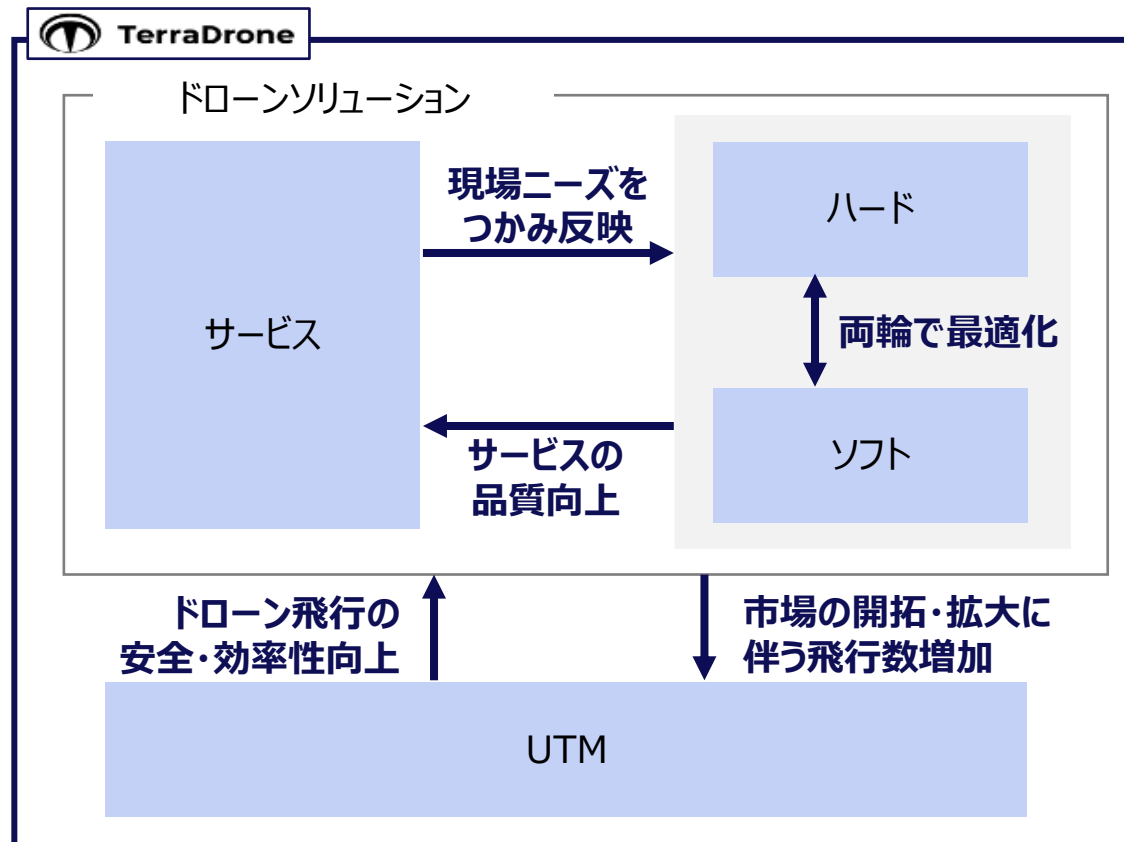 TerraDrone
ドローンソリューション
サービス
現場ニーズを
つかみ反映
ハード
両輪で最適化
ソフト
サービスの
品質向上
ドローン飛行の
安全・効率性向上
市場の開拓・拡大に
伴う飛行数増加
UTM